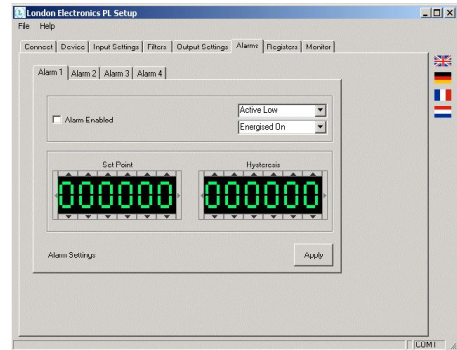 London Electronics PL Setup
File Help
Connect Device Input Settings Filters Output Settings Alarms Registers Monitor
Alarm 1 Alarm 2 Alarm 3 Alarm 4
Active Low
Alarm Enabled
Energised On
Set Point Hysteresis
000000 000000
Alarm Settings Apply
COM1